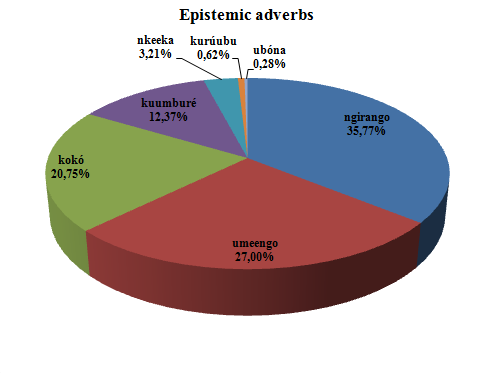 Epistemic adverbs
nkeeka
3,21%
kurúubu
0,62%
ubóna
0,28%
kuumburé
12,37%
ngirango
35,77%
kokó
20,75%
umeengo
27,00%